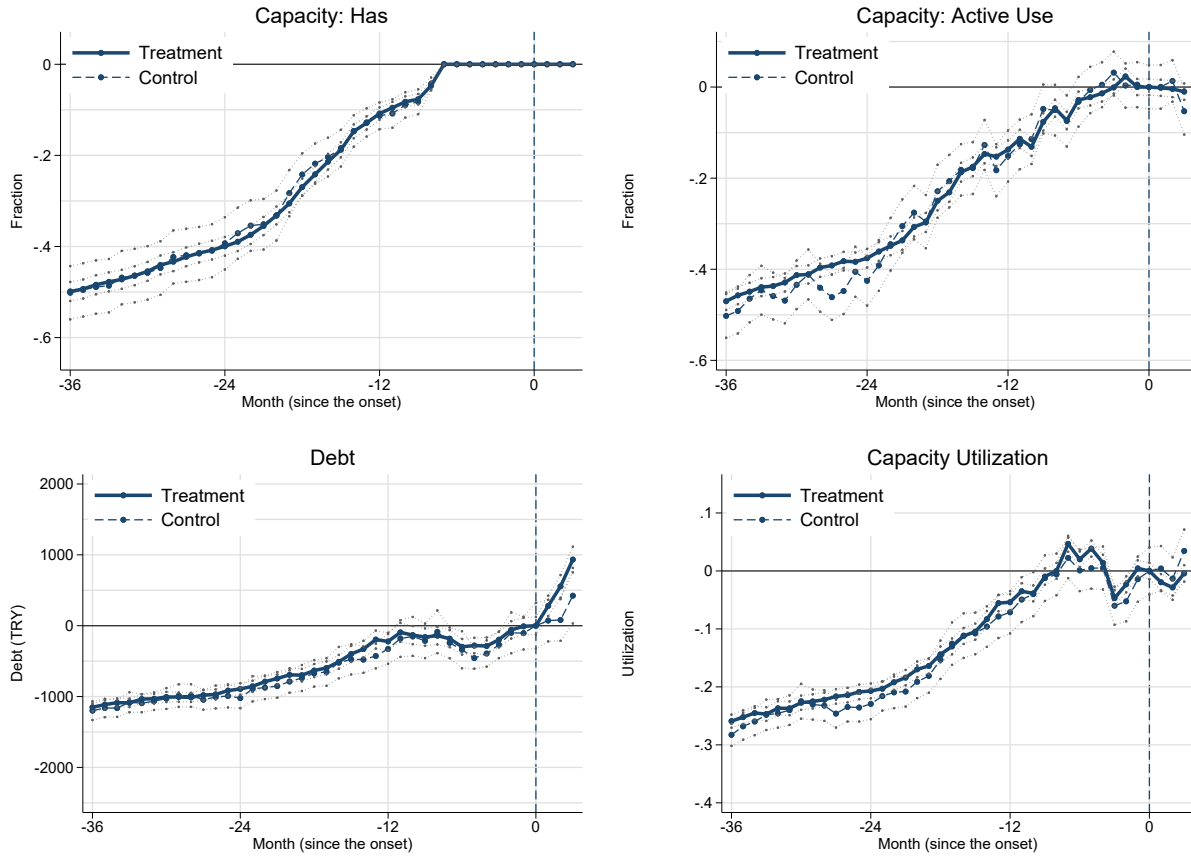 Capacity: Has
Treatment
Control
0
-.2
-.4
-.6
Fraction
-36
-24
-12
0
Month (since the onset)
Capacity: Active Use
Treatment
Control
0
-.2
-.4
-.6
Fraction
-36
-24
-12
0
Month (since the onset)
Debt
Treatment
Control
2000
1000
0
-1000
-2000
Debt (TRY)
-36
-24
-12
0
Month (since the onset)
Capacity Utilization
Treatment
Control
.1
0
-.1
-.2
-.3
-.4
Utilization
-36
-24
-12
0
Month (since the onset)